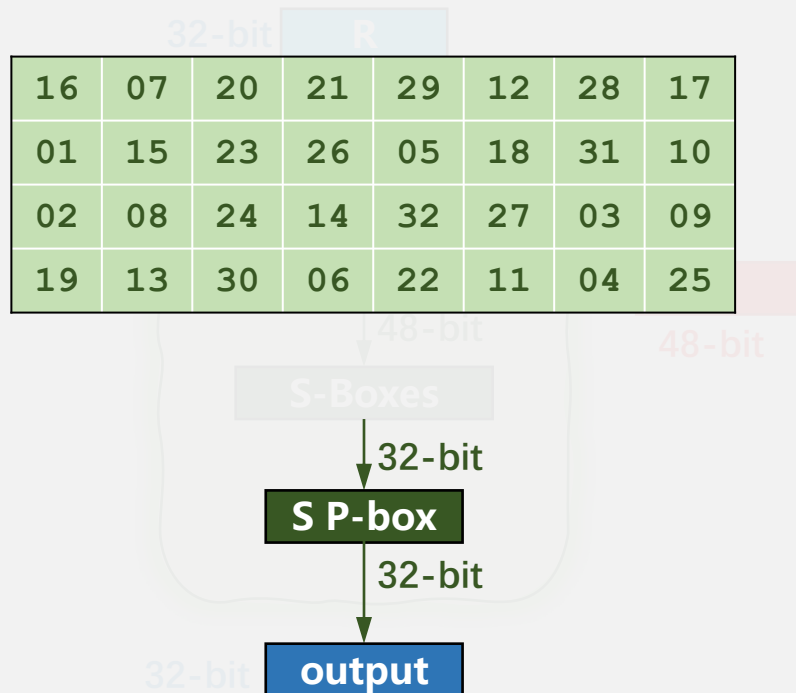 32-bit R
16 07 20 21 29 12 28 17
01 15 23 26 05 18 31 10
02 08 24 14 32 27 03 09
19 13 30 06 22 11 04 25
48-bit
48-bit
S-Boxes
32-bit
S P-box
32-bit
32-bit output